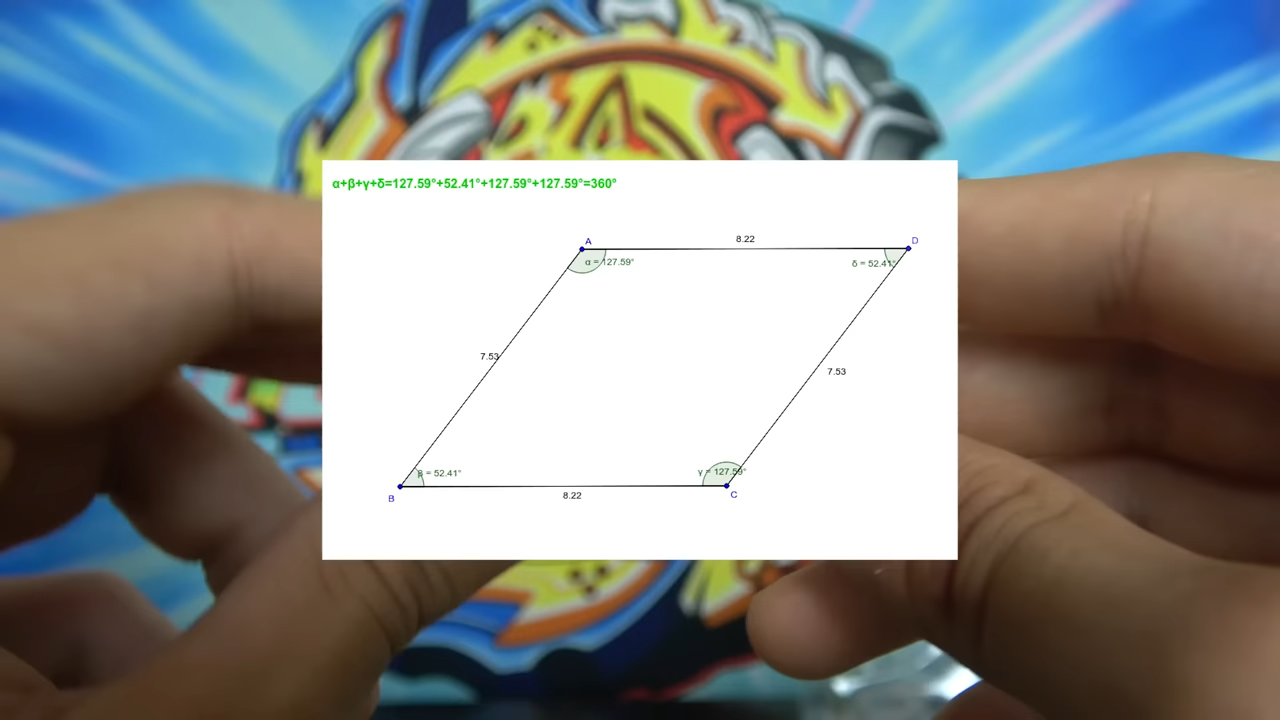 α+β+γ+δ=127.59°+52.41°+127.59°+127.59°=360°
8.22
A
D
α = 127.59°
δ = 52.41°
7.53
7.53
β = 52.41°
γ = 127.59°
B
8.22
C